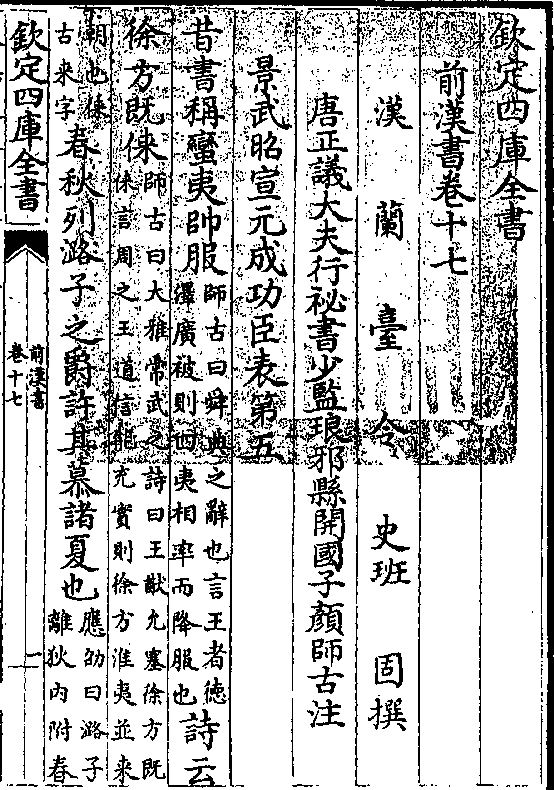 欽定四庫全書
前漢書卷十七
漢蘭臺令史班固撰
唐正議大夫行祕書少監琅邪縣開國子顏師古注
景武昭宣元成功臣表第五
昔書稱蠻夷帥服師古曰舜典之辭也言王者德
澤廣被則四夷相率而降服也詩云
徐方既倈師古曰大雅常武之詩曰王猷允塞徐方既
倈言周之王道信能充實則徐方淮夷並來
朝也倈
古来字春秋列潞子之爵許其慕諸夏也應劭曰潞子
離狄内附春
欽定四庫全書
前漢書
卷十七
一